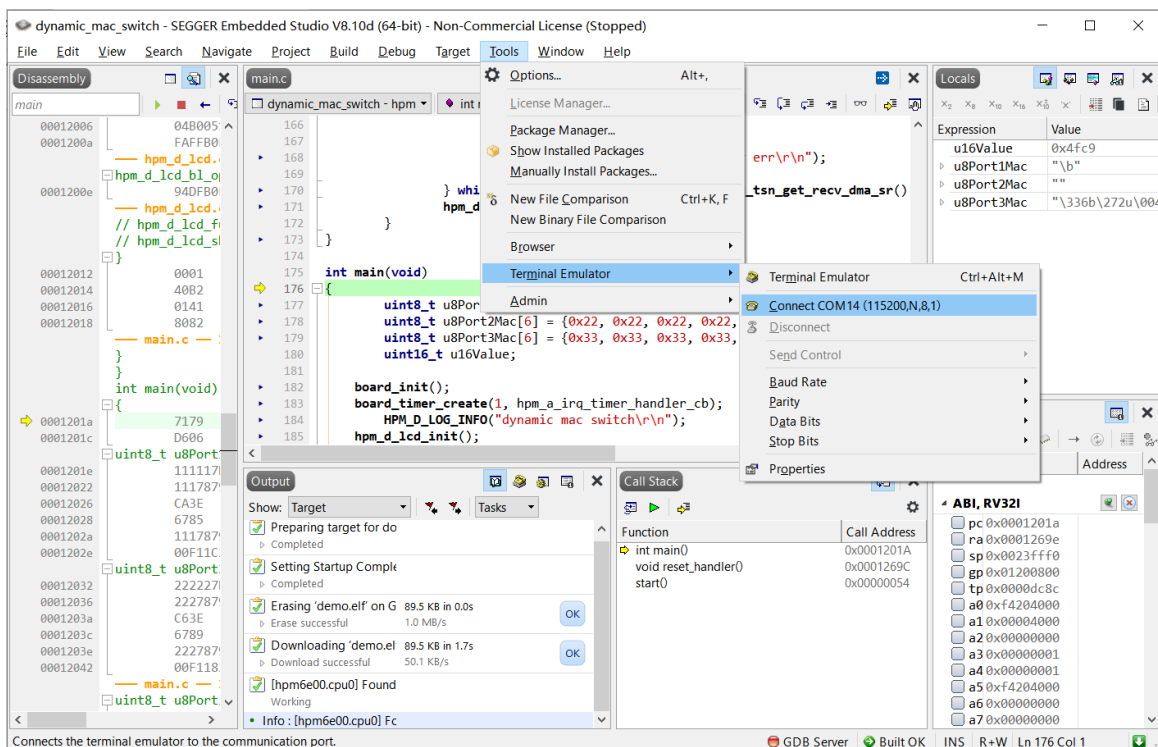 dynamic_mac_switch - SEGGER Embedded Studio V8.10d (64-bit) - Non-Commercial License (Stopped)
File Edit View Search Navigate Project Build Debug Target Tools Window Help
Disassembly
main
00012006 04B005
0001200a FAFFB0
hpm_d_lcd.
hpm_d_lcd_bl_o
0001200e 94DFB0
hpm_d_lcd.
// hpm_d_lcd_f
// hpm_d_lcd_s
}
00012012 0001
00012014 40B2
00012016 0141
00012018 8082
main.c
}
}
int main(void)
{
0001201a 7179
0001201c D606
uint8_t u8Port
0001201e 111117
00012022 111787
00012026 CA3E
00012028 6785
0001202a 111787
0001202e 00F11C
uint8_t u8Port
00012032 222227
00012036 222787
0001203a C63E
0001203c 6789
0001203e 222787
00012042 00F118
main.c
uint8_t u8Port
main.c
dynamic_mac_switch - hpm
int
166
167
168 err\r\n");
169
170 } whi _tsn_get_recv_dma_sr()
171 hpm_d
172 }
173 }
174
175 int main(void)
176 {
177 uint8_t u8Por
178 uint8_t u8Port2Mac[6] = {0x22, 0x22, 0x22, 0x22,
179 uint8_t u8Port3Mac[6] = {0x33, 0x33, 0x33, 0x33,
180 uint16_t u16Value;
181
182 board_init();
183 board_timer_create(1, hpm_a_irq_timer_handler_cb);
184 HPM_D_LOG_INFO("dynamic mac switch\r\n");
185 hpm_d_lcd_init();
Options... Alt+,
License Manager...
Package Manager...
Show Installed Packages
Manually Install Packages...
New File Comparison Ctrl+K, F
New Binary File Comparison
Browser
Terminal Emulator
Admin
Terminal Emulator Ctrl+Alt+M
Connect COM14 (115200,N,8,1)
Disconnect
Send Control
Baud Rate
Parity
Data Bits
Stop Bits
Properties
Locals
Expression Value
u16Value 0x4fc9
u8Port1Mac "\b"
u8Port2Mac ""
u8Port3Mac "\336b\272u\004
Output
Show: Target Tasks
Preparing target for do
Completed
Setting Startup Comple
Completed
Erasing 'demo.elf' on G 89.5 KB in 0.0s
Erase successful 1.0 MB/s
OK
Downloading 'demo.el 89.5 KB in 1.7s
Download successful 50.1 KB/s
OK
[hpm6e00.cpu0] Found
Working
Info : [hpm6e00.cpu0] Fc
Call Stack
Function Call Address
int main() 0x0001201A
void reset_handler() 0x0001269C
start() 0x00000054
Address
ABI, RV32I
pc 0x0001201a
ra 0x0001269e
sp 0x0023fff0
gp 0x01200800
tp 0x0000dc8c
a0 0xf4204000
a1 0x00004000
a2 0x00000000
a3 0x00000001
a4 0x00000001
a5 0xf4204000
a6 0x00000000
a7 0x00000000
Connects the terminal emulator to the communication port.
GDB Server Built OK INS R+W Ln 176 Col 1